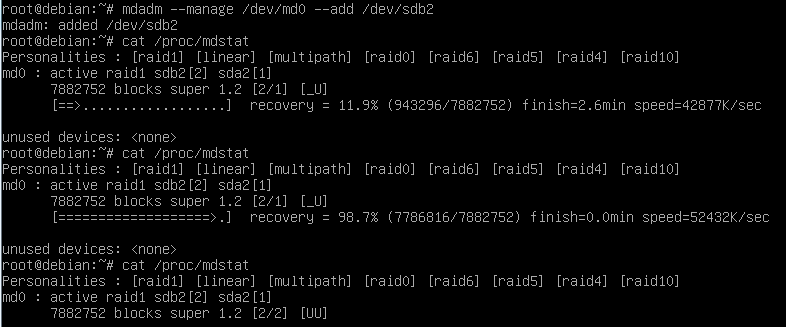 root@debian:~# mdadm --manage /dev/md0 --add /dev/sdb2
mdadm: added /dev/sdb2
root@debian:~# cat /proc/mdstat
Personalities : [raid1] [linear] [multipath] [raid0] [raid6] [raid5] [raid4] [raid10]
md0 : active raid1 sdb2[2] sda2[1]
      7882752 blocks super 1.2 [2/1] [_U]
      [==>..................]  recovery = 11.9% (943296/7882752) finish=2.6min speed=42877K/sec

unused devices: <none>
root@debian:~# cat /proc/mdstat
Personalities : [raid1] [linear] [multipath] [raid0] [raid6] [raid5] [raid4] [raid10]
md0 : active raid1 sdb2[2] sda2[1]
      7882752 blocks super 1.2 [2/1] [_U]
      [===================>.]  recovery = 98.7% (7786816/7882752) finish=0.0min speed=52432K/sec

unused devices: <none>
root@debian:~# cat /proc/mdstat
Personalities : [raid1] [linear] [multipath] [raid0] [raid6] [raid5] [raid4] [raid10]
md0 : active raid1 sdb2[2] sda2[1]
      7882752 blocks super 1.2 [2/2] [UU]